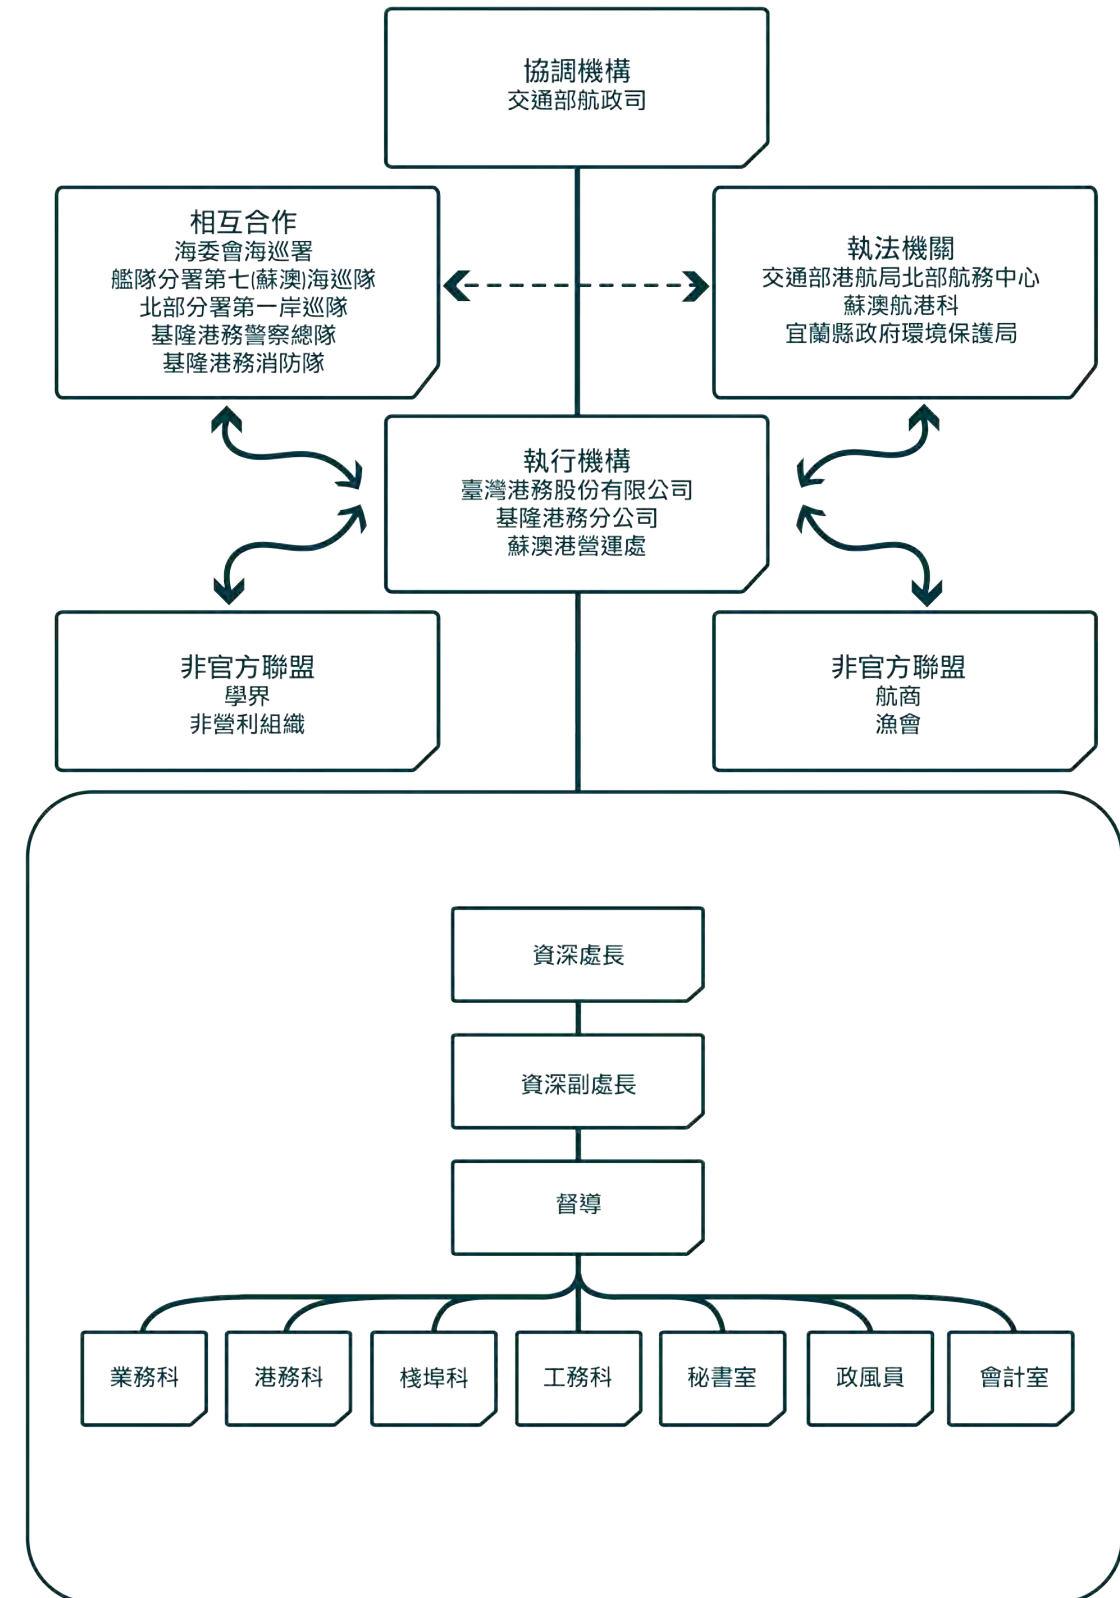 協調機構
交通部航政司
相互合作
海委會海巡署
艦隊分署第七(蘇澳)海巡隊
北部分署第一岸巡隊
基隆港務警察總隊
基隆港務消防隊
執法機關
交通部港航局北部航務中心
蘇澳航港科
宜蘭縣政府環境保護局
執行機構
臺灣港務股份有限公司
基隆港務分公司
蘇澳港營運處
非官方聯盟
學界
非營利組織
非官方聯盟
航商
漁會
資深處長
資深副處長
督導
業務科
港務科
棧埠科
工務科
秘書室
政風員
會計室